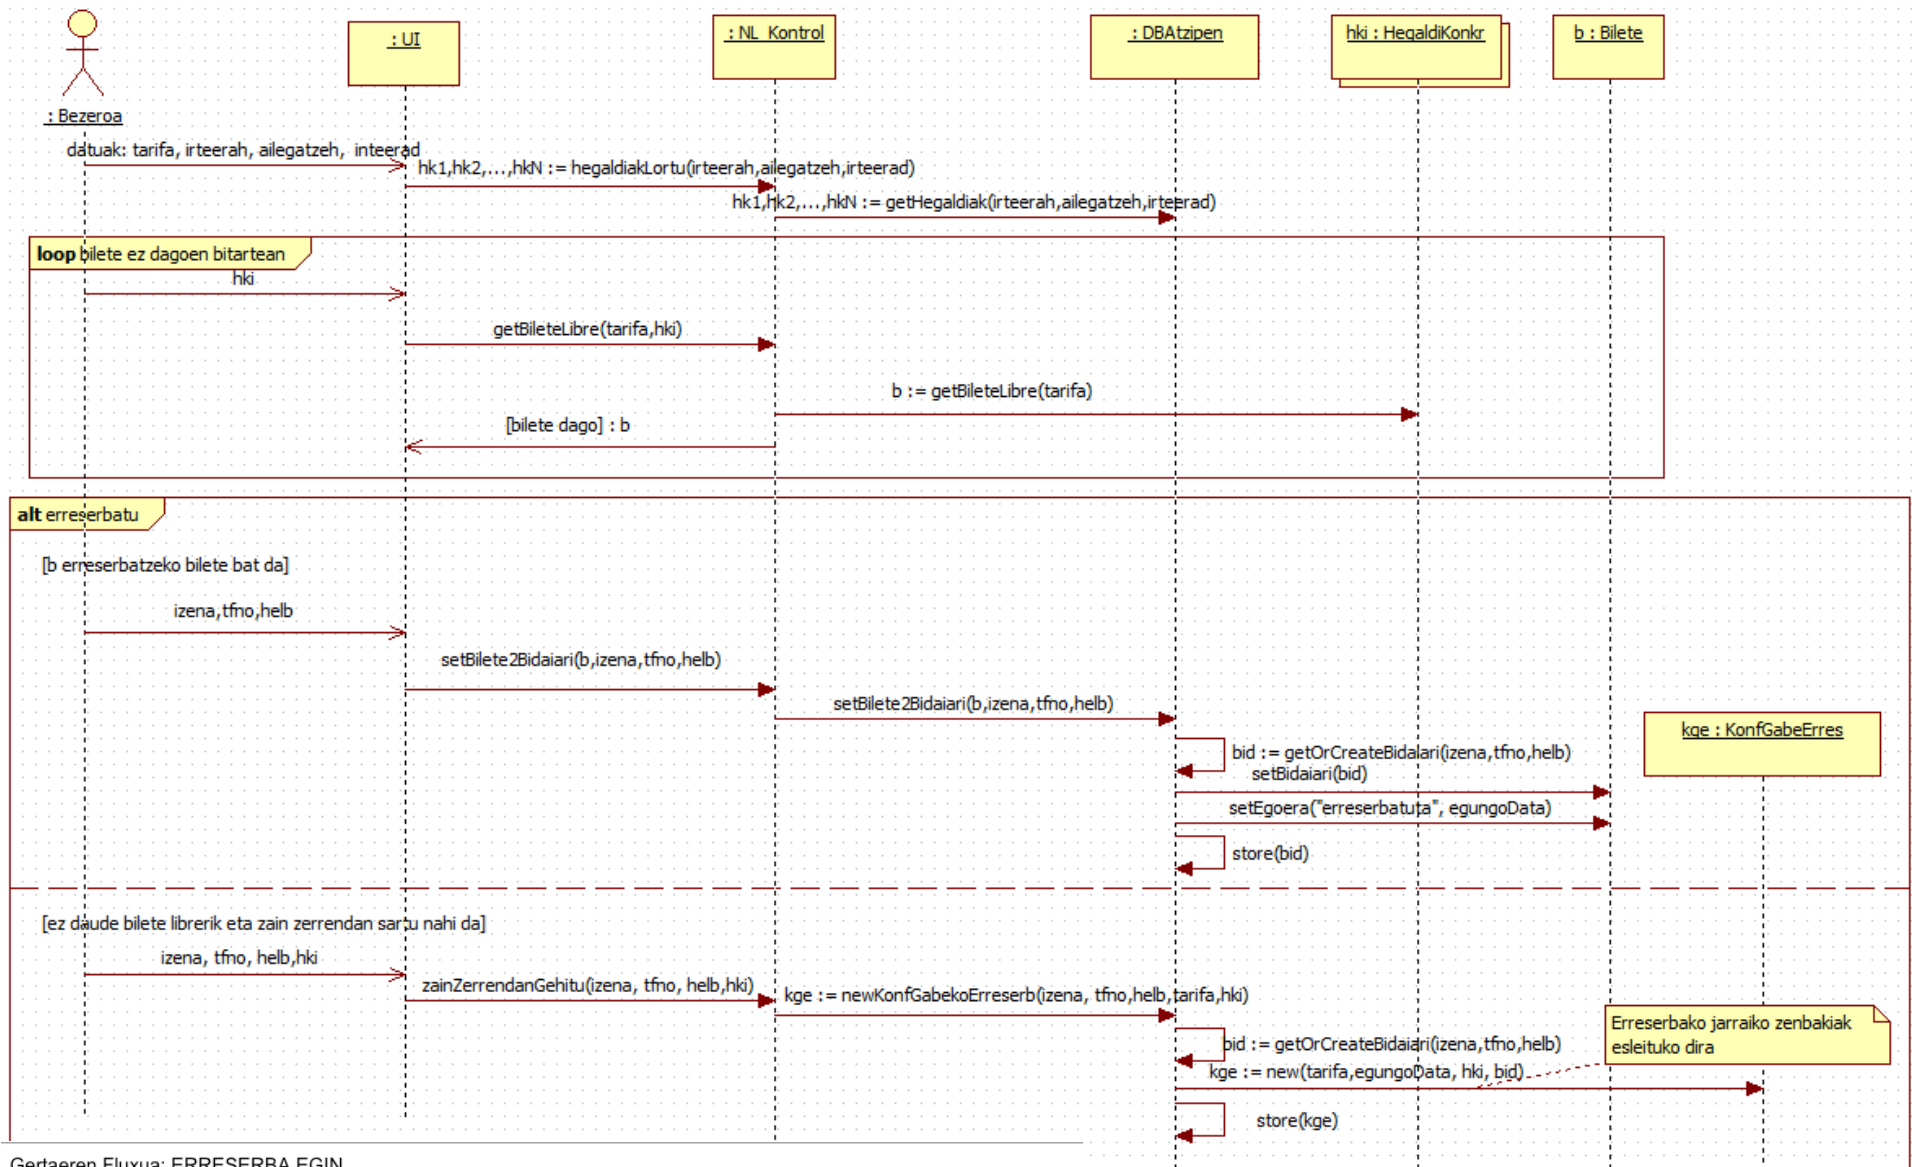 : UI
: NL_Kontrol
: DBAtzipen
hki : HegaldiKonkr
b : Bilete
: Bezeroa
datuak: tarifa, irteerah, ailegatzeh, inteerad
hk1,hk2,...,hkN := hegaldiakLortu(irteerah,ailegatzeh,irteerad)
hk1,hk2,...,hkN := getHegaldiak(irteerah,ailegatzeh,irteerad)
loop bilete ez dagoen bitartean
hki
getBileteLibre(tarifa,hki)
b := getBileteLibre(tarifa)
[bilete dago] : b
alt erreserbatu
[b erreserbatzeko bilete bat da]
izena,tfno,helb
setBilete2Bidaiari(b,izena,tfno,helb)
setBilete2Bidaiari(b,izena,tfno,helb)
kge : KonfGabeErres
bid := getOrCreateBidaiari(izena,tfno,helb)
setBidaiari(bid)
setEgoera("erreserbatuta", egungoData)
store(bid)
[ez daude bilete librerik eta zain zerrendan sartu nahi da]
izena, tfno, helb,hki
zainZerrendanGehitu(izena, tfno, helb,hki)
kge := newKonfGabekoErreserb(izena, tfno,helb,tarifa,hki)
Erreserbako jarraiko zenbakiak
esleituko dira
bid := getOrCreateBidaiari(izena,tfno,helb)
kge := new(tarifa,egungoData, hki, bid)
store(kge)
Gertaeren Fluxua: ERRESERBA EGIN